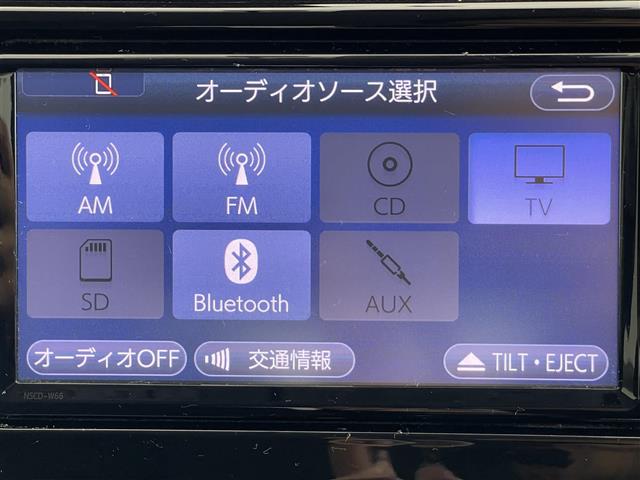 オーディオソース選択
AM
FM
CD
TV
SD
Bluetooth
AUX
オーディオOFF
交通情報
TILT・EJECT
NSCD-W66